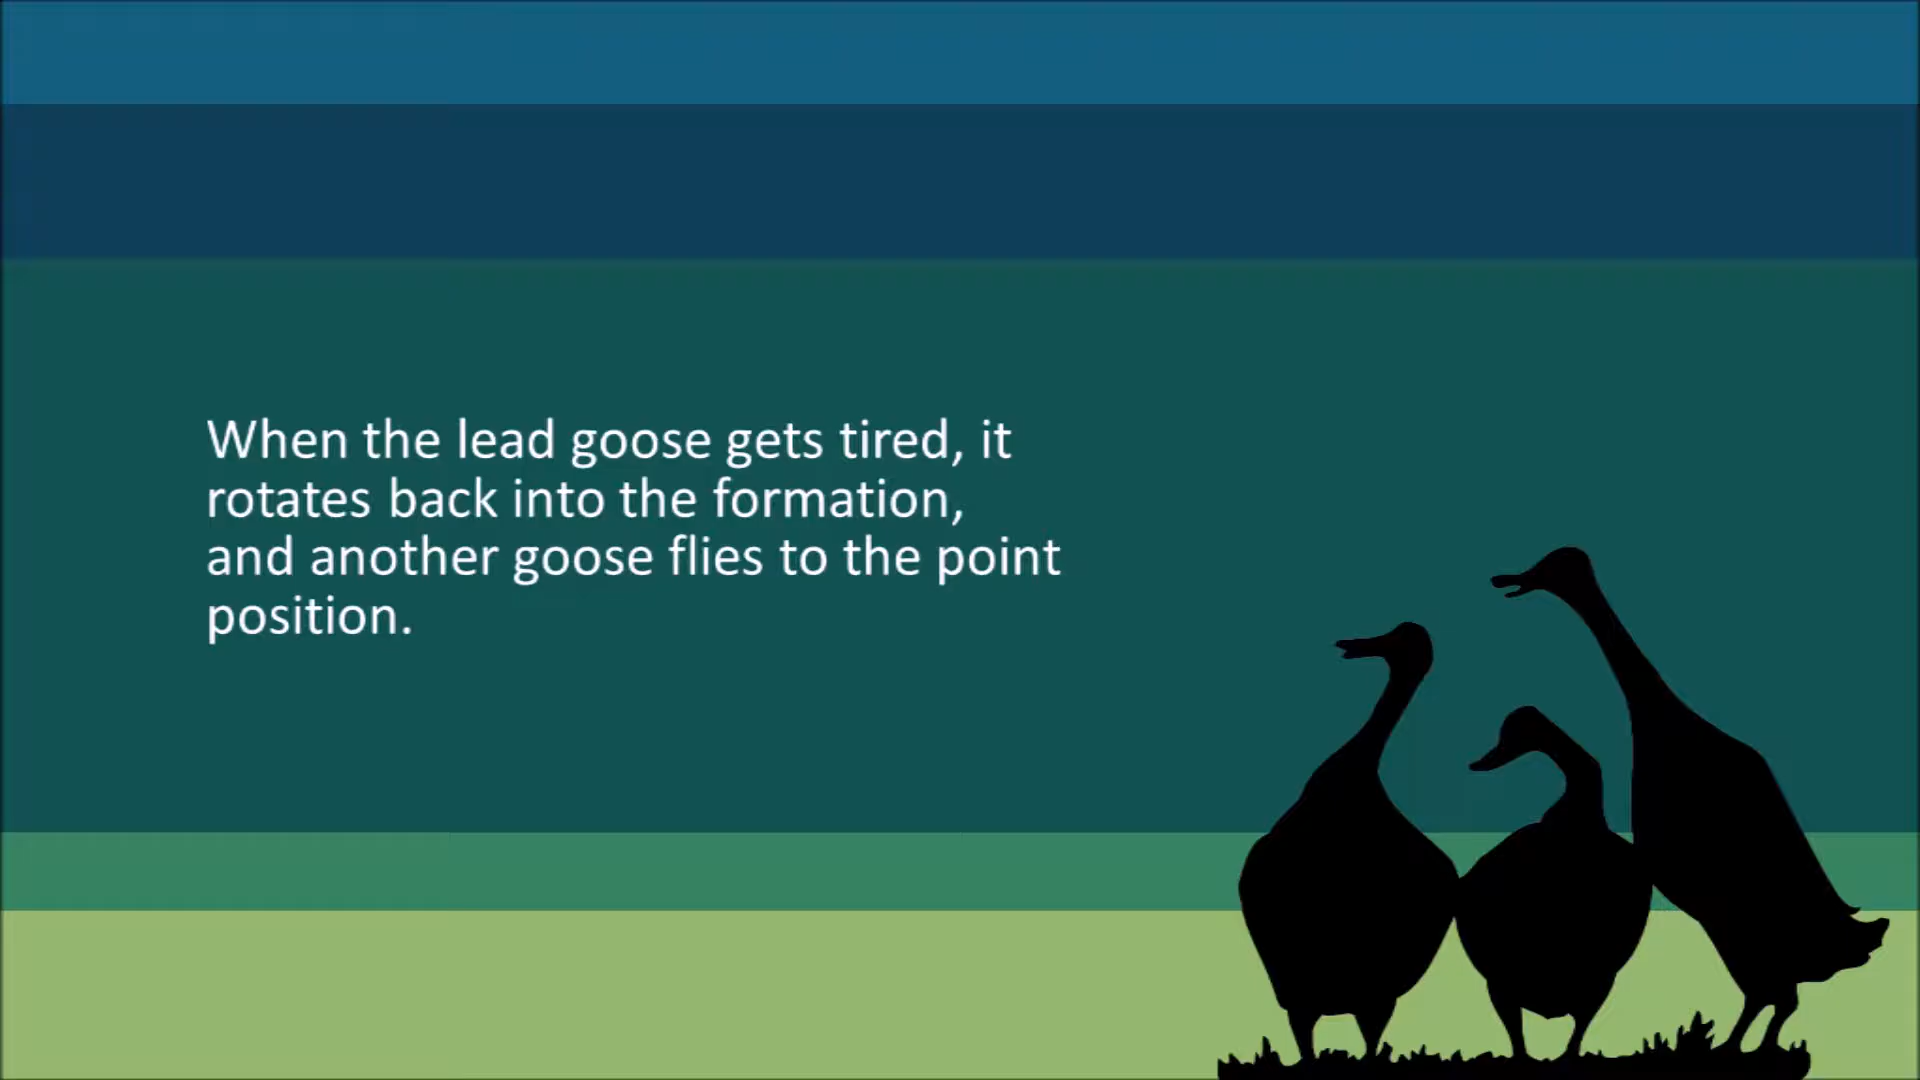 When the lead goose gets tired, it
rotates back into the formation,
and another goose flies to the point
position.